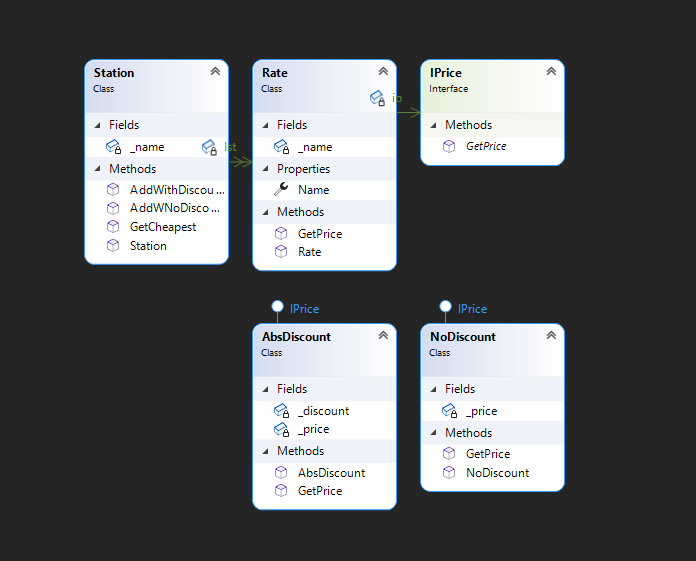 Station
Class
Fields
_name
lst
Methods
AddWithDiscou...
AddWNoDisco...
GetCheapest
Station
Rate
Class
ip
Fields
_name
Properties
Name
Methods
GetPrice
Rate
IPrice
Interface
Methods
GetPrice
IPrice
AbsDiscount
Class
Fields
_discount
_price
Methods
AbsDiscount
GetPrice
IPrice
NoDiscount
Class
Fields
_price
Methods
GetPrice
NoDiscount